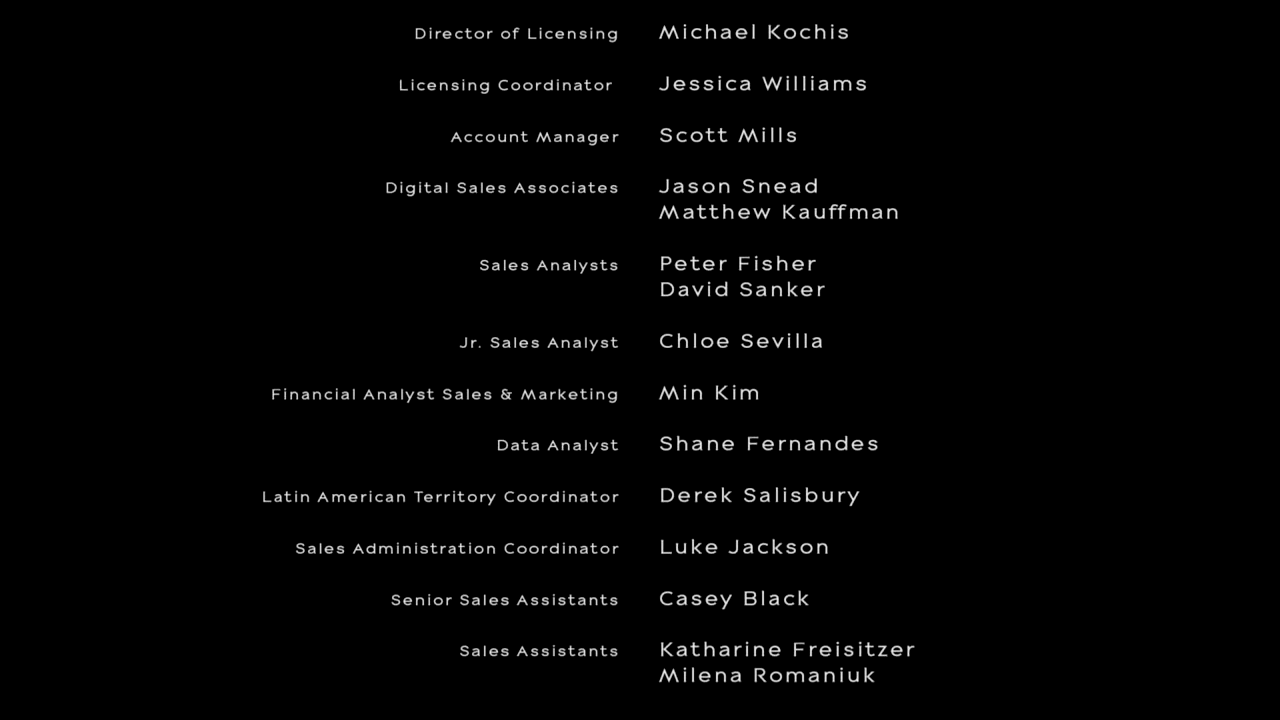 Director of Licensing Michael Kochis
Licensing Coordinator Jessica Williams
Account Manager Scott Mills
Digital Sales Associates Jason Snead
Matthew Kauffman
Sales Analysts Peter Fisher
David Sanker
Jr. Sales Analyst Chloe Sevilla
Financial Analyst Sales & Marketing Min Kim
Data Analyst Shane Fernandes
Latin American Territory Coordinator Derek Salisbury
Sales Administration Coordinator Luke Jackson
Senior Sales Assistants Casey Black
Sales Assistants Katharine Freisitzer
Milena Romaniuk